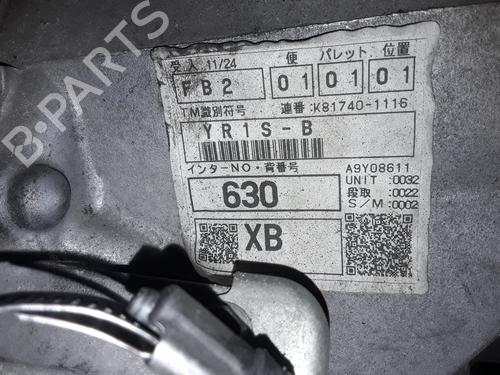 受入 11/24 便 パレット 位置
FB2 01 01 01
TM識別符号 連番:K81740-1116
YR1S-B
インターNO・背番号 A9Y08611
630 UNIT :0032
段取 :0022
S/M :0002
XB
B-PARTS